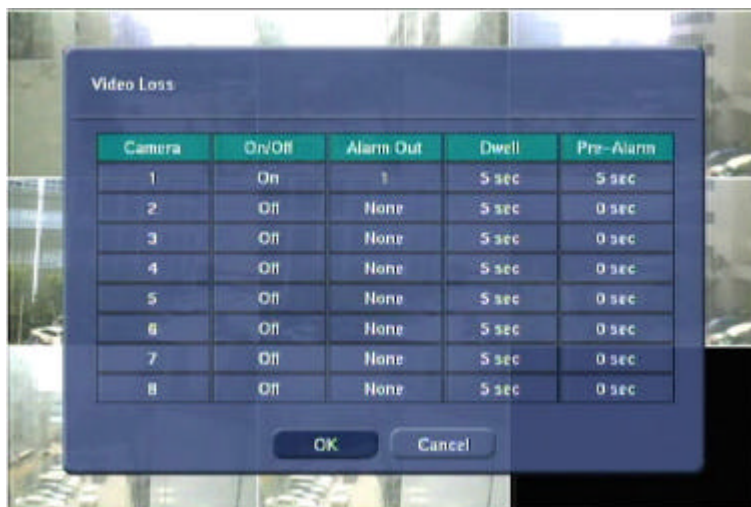 Video Loss
Camera On/Off Alarm Out Dwell Pre-Alarm
1 On 1 5 sec 5 sec
2 Off None 5 sec 0 sec
3 Off None 5 sec 0 sec
4 Off None 5 sec 0 sec
5 Off None 5 sec 0 sec
6 Off None 5 sec 0 sec
7 Off None 5 sec 0 sec
8 Off None 5 sec 0 sec
OK Cancel